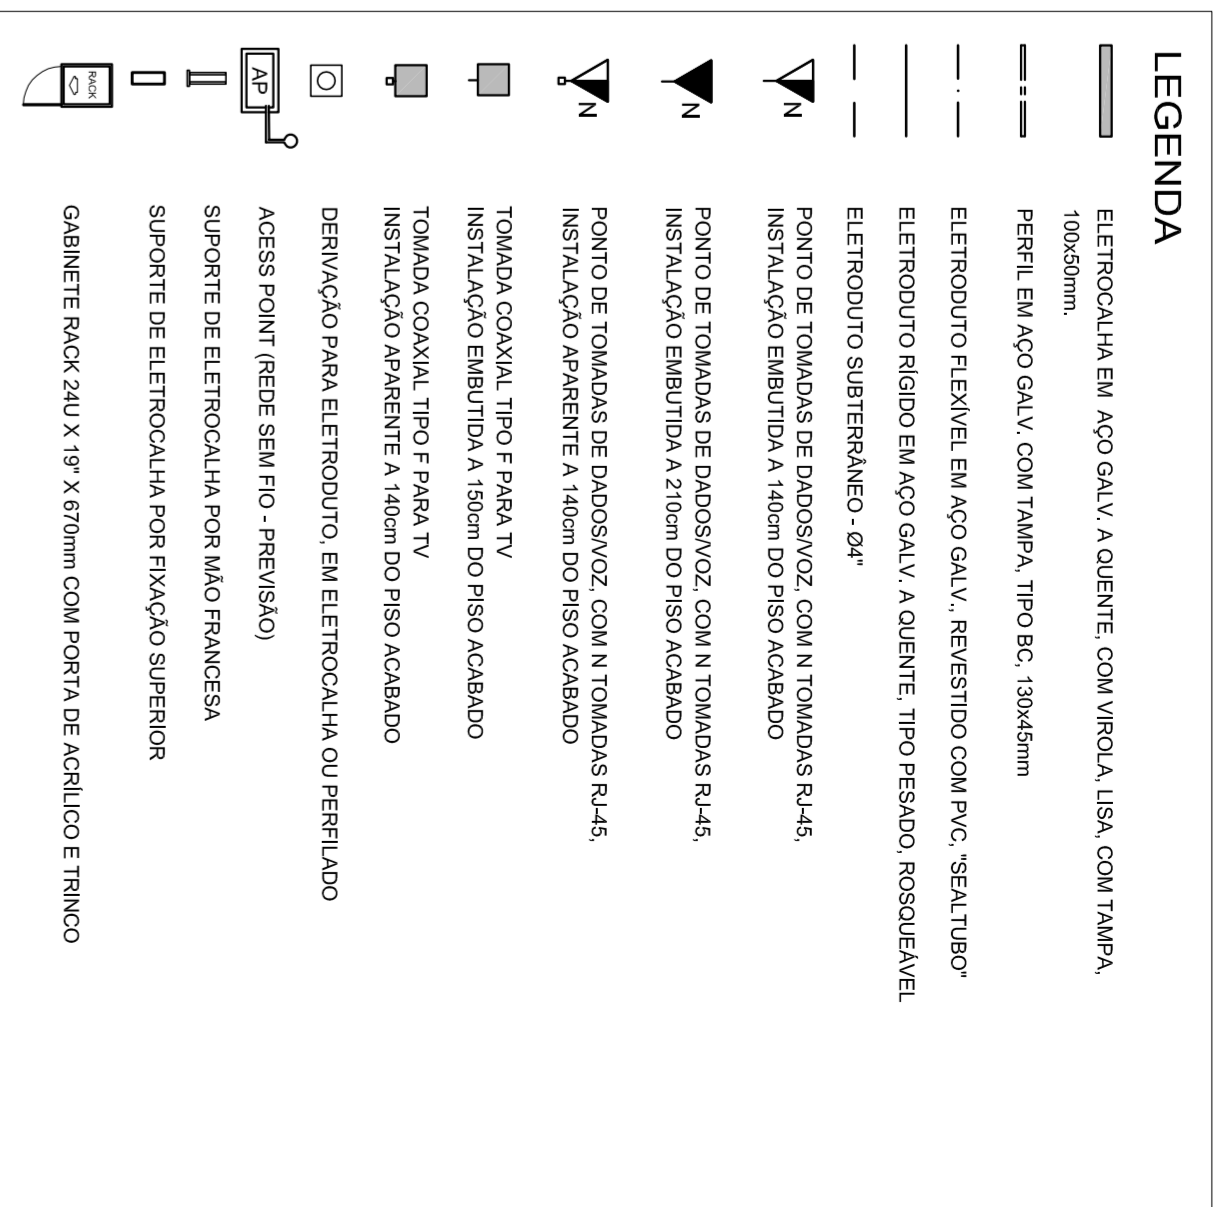 LEGENDA
ELETROCALHA EM AÇO GALV. A QUENTE, COM VIROLA, LISA, COM TAMPA,
100x50mm.
PERFIL EM AÇO GALV. COM TAMPA, TIPO BC, 130x45mm
ELETRODUTO FLEXÍVEL EM AÇO GALV., REVESTIDO COM PVC, "SEALTUBO"
ELETRODUTO RÍGIDO EM AÇO GALV. A QUENTE, TIPO PESADO, ROSQUEÁVEL
ELETRODUTO SUBTERRÂNEO - Ø4"
N
PONTO DE TOMADAS DE DADOS/VOZ, COM N TOMADAS RJ-45,
INSTALAÇÃO EMBUTIDA A 140cm DO PISO ACABADO
N
PONTO DE TOMADAS DE DADOS/VOZ, COM N TOMADAS RJ-45,
INSTALAÇÃO EMBUTIDA A 210cm DO PISO ACABADO
N
PONTO DE TOMADAS DE DADOS/VOZ, COM N TOMADAS RJ-45,
INSTALAÇÃO APARENTE A 140cm DO PISO ACABADO
TOMADA COAXIAL TIPO F PARA TV
INSTALAÇÃO EMBUTIDA A 150cm DO PISO ACABADO
TOMADA COAXIAL TIPO F PARA TV
INSTALAÇÃO APARENTE A 140cm DO PISO ACABADO
DERIVAÇÃO PARA ELETRODUTO, EM ELETROCALHA OU PERFILADO
AP
ACESS POINT (REDE SEM FIO - PREVISÃO)
SUPORTE DE ELETROCALHA POR MÃO FRANCESA
SUPORTE DE ELETROCALHA POR FIXAÇÃO SUPERIOR
RACK
GABINETE RACK 24U X 19" X 670mm COM PORTA DE ACRÍLICO E TRINCO